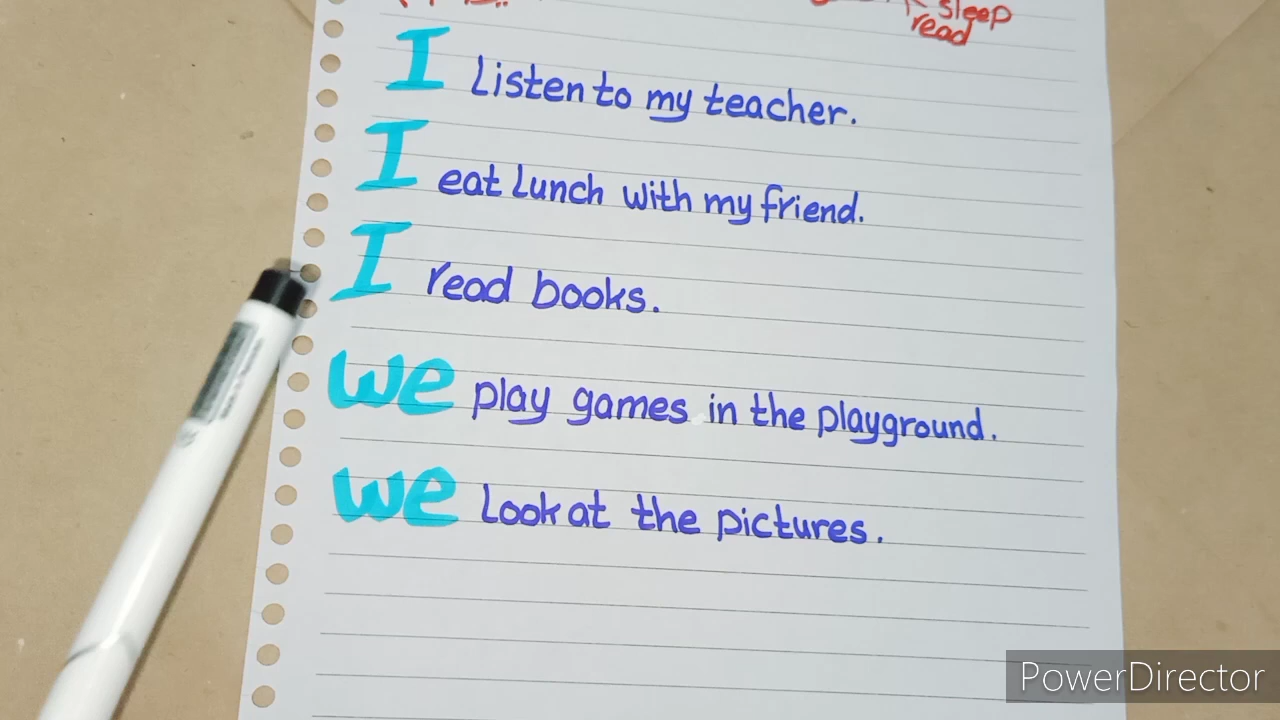 sleep
read
I Listen to my teacher.
I eat lunch with my friend.
I read books.
we play games in the playground.
we Look at the pictures.
PowerDirector